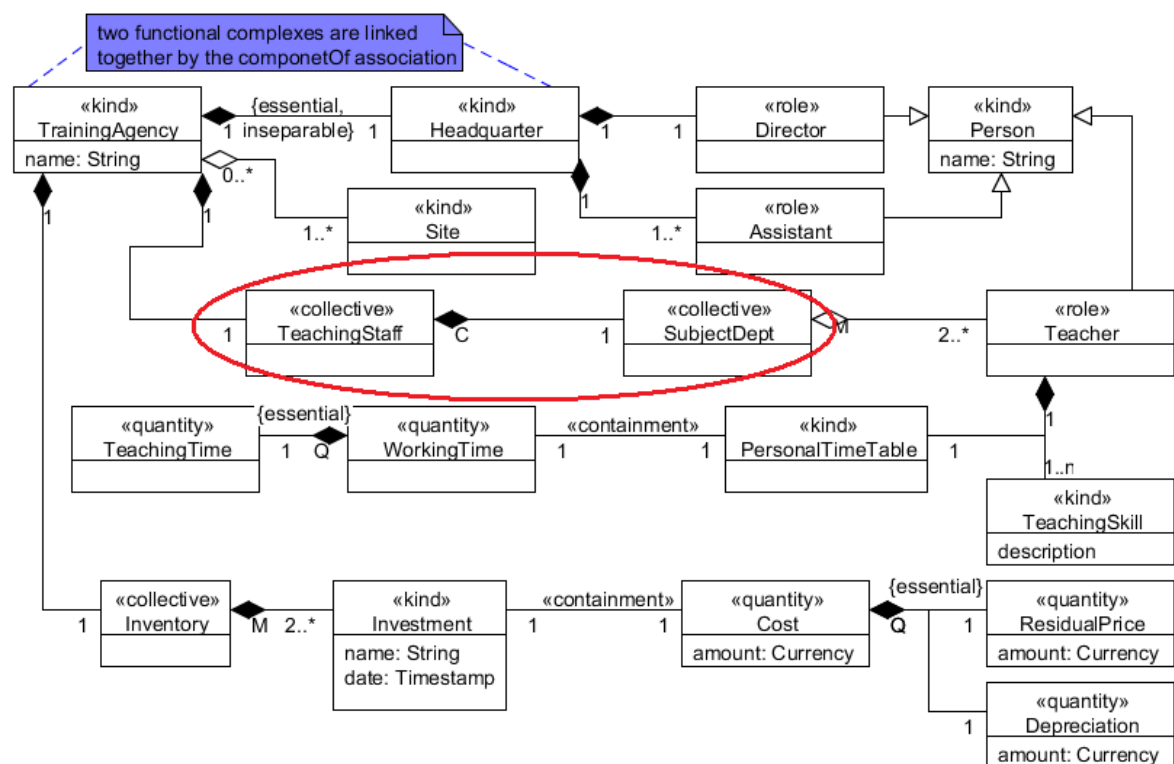 two functional complexes are linked
together by the componetOf association
«kind»
TrainingAgency
name: String
1
{essential,
inseparable}
1
«kind»
Headquarter
1
1
«role»
Director
«kind»
Person
name: String
0..*
1
1
1
1..*
«kind»
Site
1..*
«role»
Assistant
1
«collective»
TeachingStaff
C
1
«collective»
SubjectDept
M
2..*
«role»
Teacher
«quantity»
TeachingTime
{essential}
1
Q
«quantity»
WorkingTime
«containment»
1
1
«kind»
PersonalTimeTable
1
1
1..n
«kind»
TeachingSkill
description
1
«collective»
Inventory
M
2..*
«kind»
Investment
name: String
date: Timestamp
«containment»
1
1
«quantity»
Cost
amount: Currency
{essential}
Q
1
«quantity»
ResidualPrice
amount: Currency
1
«quantity»
Depreciation
amount: Currency